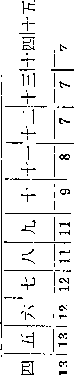 四 五 六 七 八 九 十 十一 十二 十三 十四 十五
13 13 12 12 11 11 9 8 7 7 7